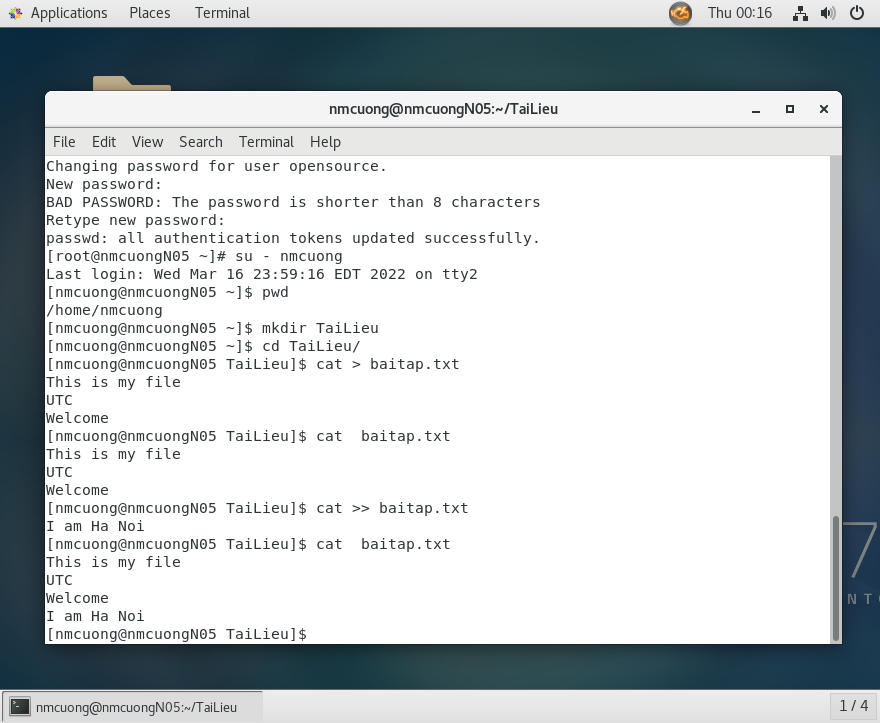 Applications Places Terminal Thu 00:16
nmcuong@nmcuongN05:~/TaiLieu
File Edit View Search Terminal Help
Changing password for user opensource.
New password:
BAD PASSWORD: The password is shorter than 8 characters
Retype new password:
passwd: all authentication tokens updated successfully.
[root@nmcuongN05 ~]# su - nmcuong
Last login: Wed Mar 16 23:59:16 EDT 2022 on tty2
[nmcuong@nmcuongN05 ~]$ pwd
/home/nmcuong
[nmcuong@nmcuongN05 ~]$ mkdir TaiLieu
[nmcuong@nmcuongN05 ~]$ cd TaiLieu/
[nmcuong@nmcuongN05 TaiLieu]$ cat > baitap.txt
This is my file
UTC
Welcome
[nmcuong@nmcuongN05 TaiLieu]$ cat  baitap.txt
This is my file
UTC
Welcome
[nmcuong@nmcuongN05 TaiLieu]$ cat >> baitap.txt
I am Ha Noi
[nmcuong@nmcuongN05 TaiLieu]$ cat  baitap.txt
This is my file
UTC
Welcome
I am Ha Noi
[nmcuong@nmcuongN05 TaiLieu]$
7
NT
nmcuong@nmcuongN05:~/TaiLieu 1 / 4